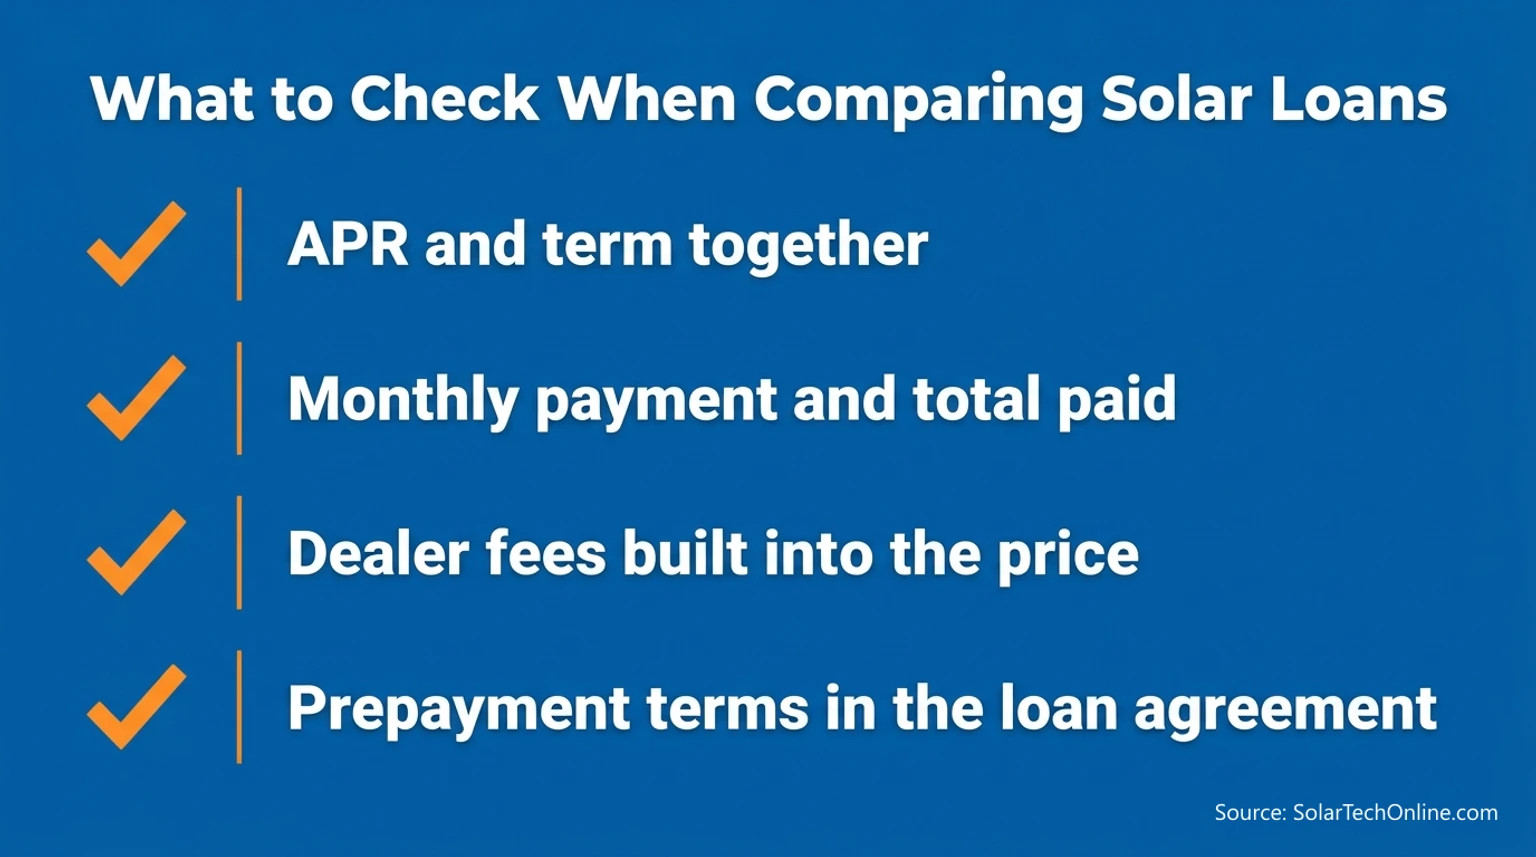 What to Check When Comparing Solar Loans
APR and term together
Monthly payment and total paid
Dealer fees built into the price
Prepayment terms in the loan agreement
Source: SolarTechOnline.com